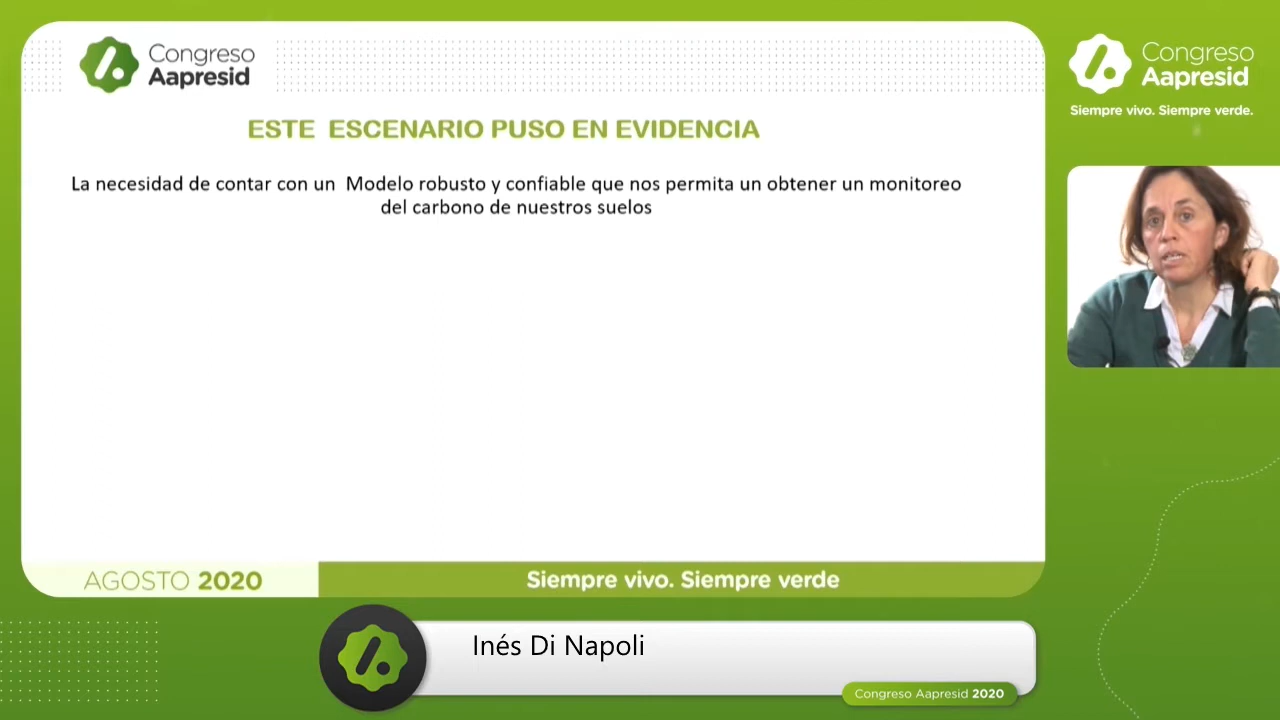 Congreso
Aapresid
Congreso
Aapresid
Siempre vivo. Siempre verde.
ESTE ESCENARIO PUSO EN EVIDENCIA
La necesidad de contar con un Modelo robusto y confiable que nos permita un obtener un monitoreo
del carbono de nuestros suelos
AGOSTO 2020
Siempre vivo. Siempre verde
Inés Di Napoli
Congreso Aapresid 2020